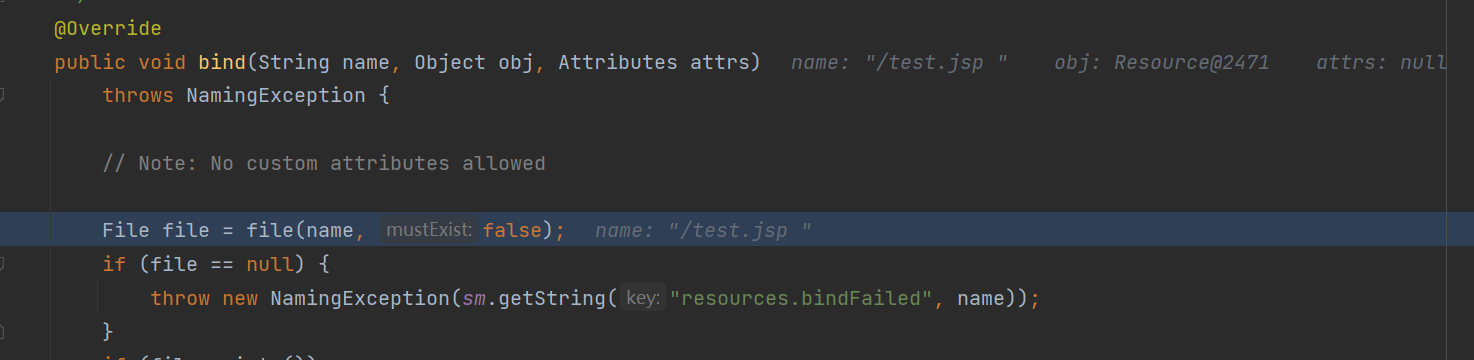 @Override
public void bind(String name, Object obj, Attributes attrs) name: "/test.jsp " obj: Resource@2471 attrs: null
throws NamingException {
// Note: No custom attributes allowed
File file = file(name, mustExist: false); name: "/test.jsp "
if (file == null) {
throw new NamingException(sm.getString( key: "resources.bindFailed", name));
}